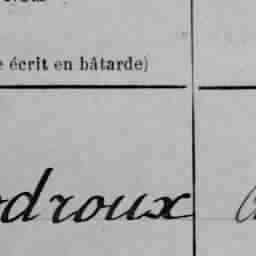 écrit en bâtarde)
droux